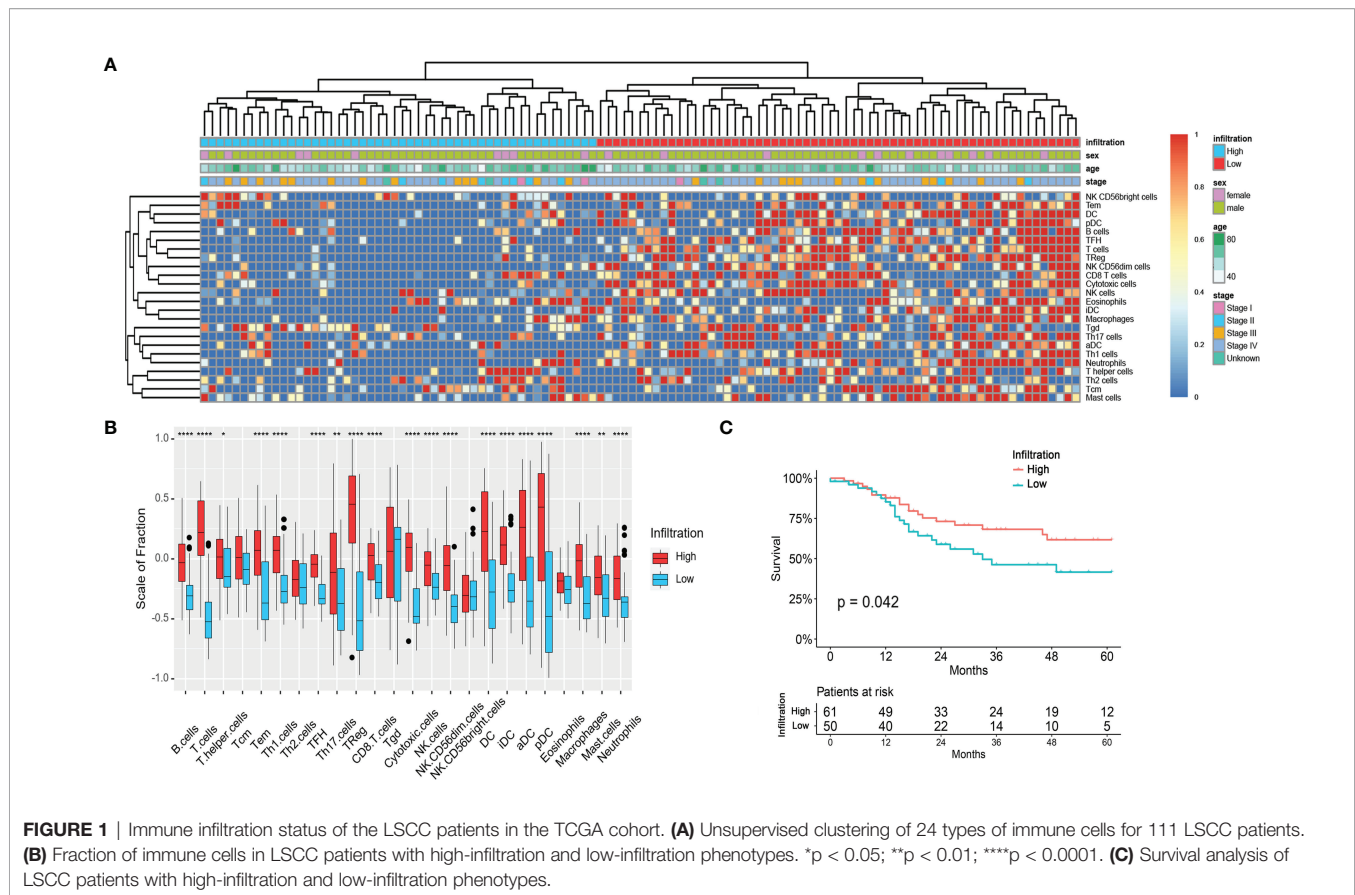 A
infiltration
sex
age
stage
NK CD56bright cells
Tem
DC
pDC
B cells
TFH
T cells
TReg
NK CD56dim cells
CD8 T cells
Cytotoxic cells
NK cells
Eosinophils
iDC
Macrophages
Tgd
Th17 cells
aDC
Th1 cells
Neutrophils
T helper cells
Th2 cells
Tcm
Mast cells
1
0.8
0.6
0.4
0.2
0
infiltration
High
Low
sex
female
male
age
80
40
stage
Stage I
Stage II
Stage III
Stage IV
Unknown
B
**** **** * **** **** **** ** **** **** **** **** **** **** **** **** **** **** ** ****
1.0
0.5
0.0
-0.5
-1.0
Scale of Fraction
B.cells
T.cells
T.helper.cells
Tcm
Tem
Th1.cells
Th2.cells
TFH
Th17.cells
TReg
CD8.T.cells
Tgd
Cytotoxic.cells
NK.cells
NK.CD56dim.cells
NK.CD56bright.cells
DC
iDC
aDC
pDC
Eosinophils
Macrophages
Mast.cells
Neutrophils
Infiltration
High
Low
C
Infiltration
High
Low
100%
75%
50%
25%
0%
Survival
p = 0.042
0 12 24 36 48 60
Months
Patients at risk
Infiltration
High 61 49 33 24 19 12
Low 50 40 22 14 10 5
0 12 24 36 48 60
Months
FIGURE 1 | Immune infiltration status of the LSCC patients in the TCGA cohort. (A) Unsupervised clustering of 24 types of immune cells for 111 LSCC patients.
(B) Fraction of immune cells in LSCC patients with high-infiltration and low-infiltration phenotypes. *p < 0.05; **p < 0.01; ****p < 0.0001. (C) Survival analysis of
LSCC patients with high-infiltration and low-infiltration phenotypes.